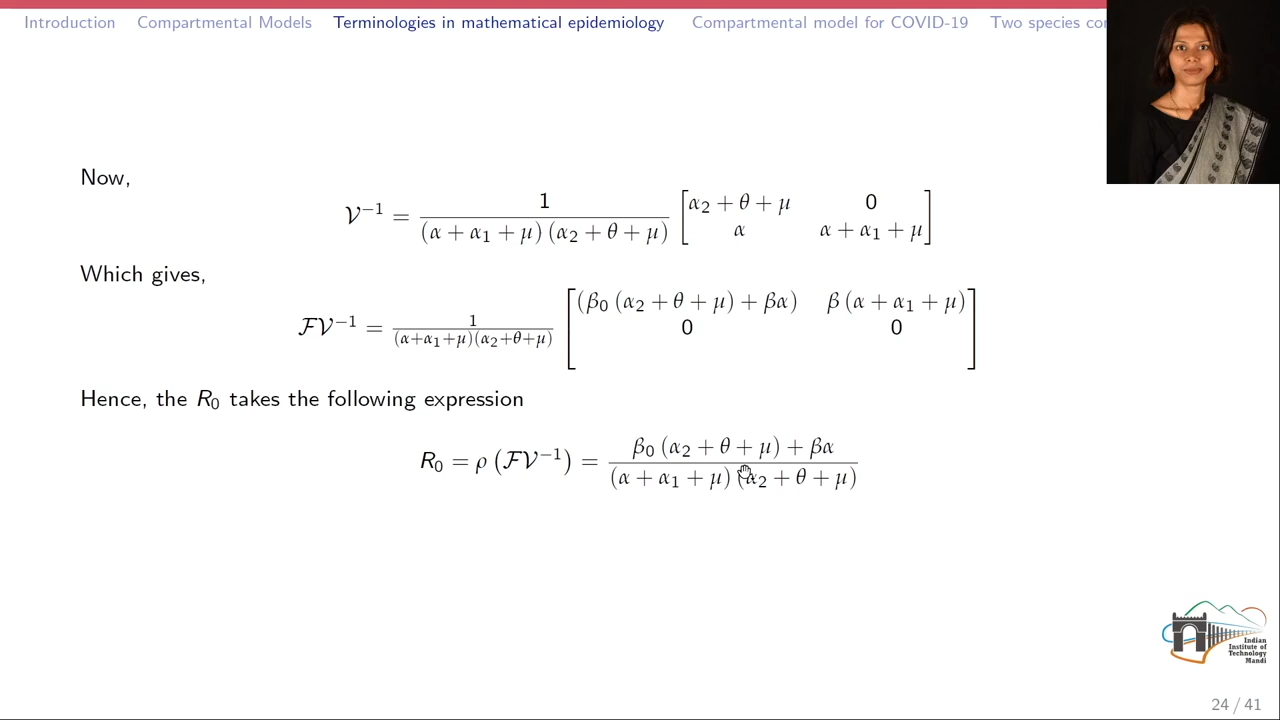 Introduction Compartmental Models Terminologies in mathematical epidemiology Compartmental model for COVID-19 Two species
Now,
𝒱⁻¹ = 1 / (α + α₁ + μ) (α₂ + θ + μ) [α₂ + θ + μ 0
α α + α₁ + μ]
Which gives,
ℱ𝒱⁻¹ = 1 / (α+α₁+μ)(α₂+θ+μ) [(β₀ (α₂ + θ + μ) + βα) β (α + α₁ + μ)
0 0]
Hence, the R₀ takes the following expression
R₀ = ρ (ℱ𝒱⁻¹) = β₀ (α₂ + θ + μ) + βα / (α + α₁ + μ) (α₂ + θ + μ)
Indian
Institute of
Technology
Mandi
24 / 41